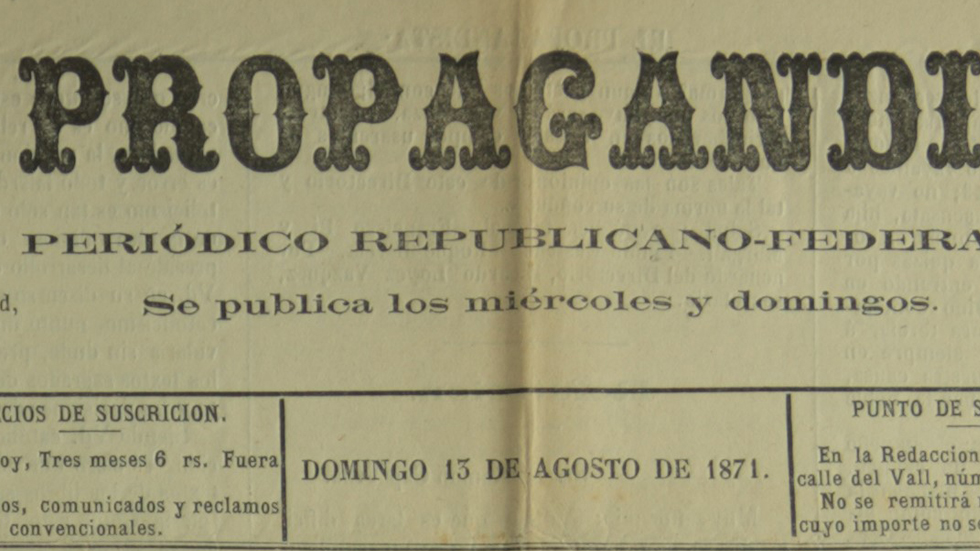 PROPAGANDI
PERIÓDICO REPUBLICANO-FEDERA
d,
Se publica los miércoles y domingos.
CIOS DE SUSCRICION.
oy, Tres meses 6 rs. Fuera
os, comunicados y reclamos
convencionales.
DOMINGO 13 DE AGOSTO DE 1871.
PUNTO DE S
En la Redaccion
calle del Vall, núm
No se remitirá
cuyo importe no se